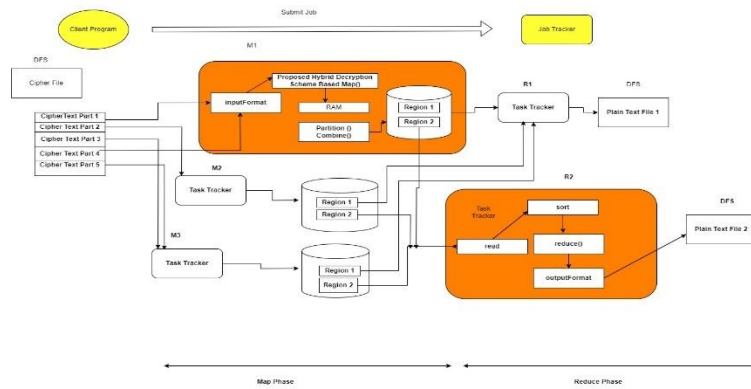 Submit Job
Client Program
Job Tracker
M1
DFS
Cipher File
Proposed Hybrid Decryption
Scheme Based Map()
inputFormat
RAM
Partition ()
Combine()
Region 1
Region 2
R1
Task Tracker
DFS
Plain Text File 1
CipherText Part 1
Cipher Text Part 2
Cipher Text Part 3
Cipher Text Part 4
Cipher Text Part 5
M2
Task Tracker
Region 1
Region 2
R2
Task
Tracker
sort
read
reduce()
outputFormat
DFS
Plain Text File 2
M3
Task Tracker
Region 1
Region 2
Map Phase
Reduce Phase